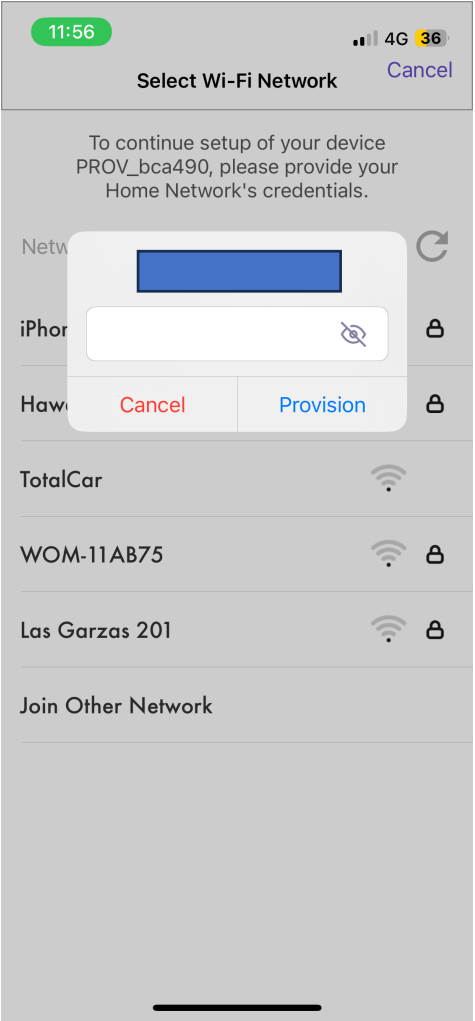 11:56
4G 36
Select Wi-Fi Network
Cancel
To continue setup of your device
PROV_bca490, please provide your
Home Network's credentials.
Cancel
Provision
TotalCar
WOM-11AB75
Las Garzas 201
Join Other Network